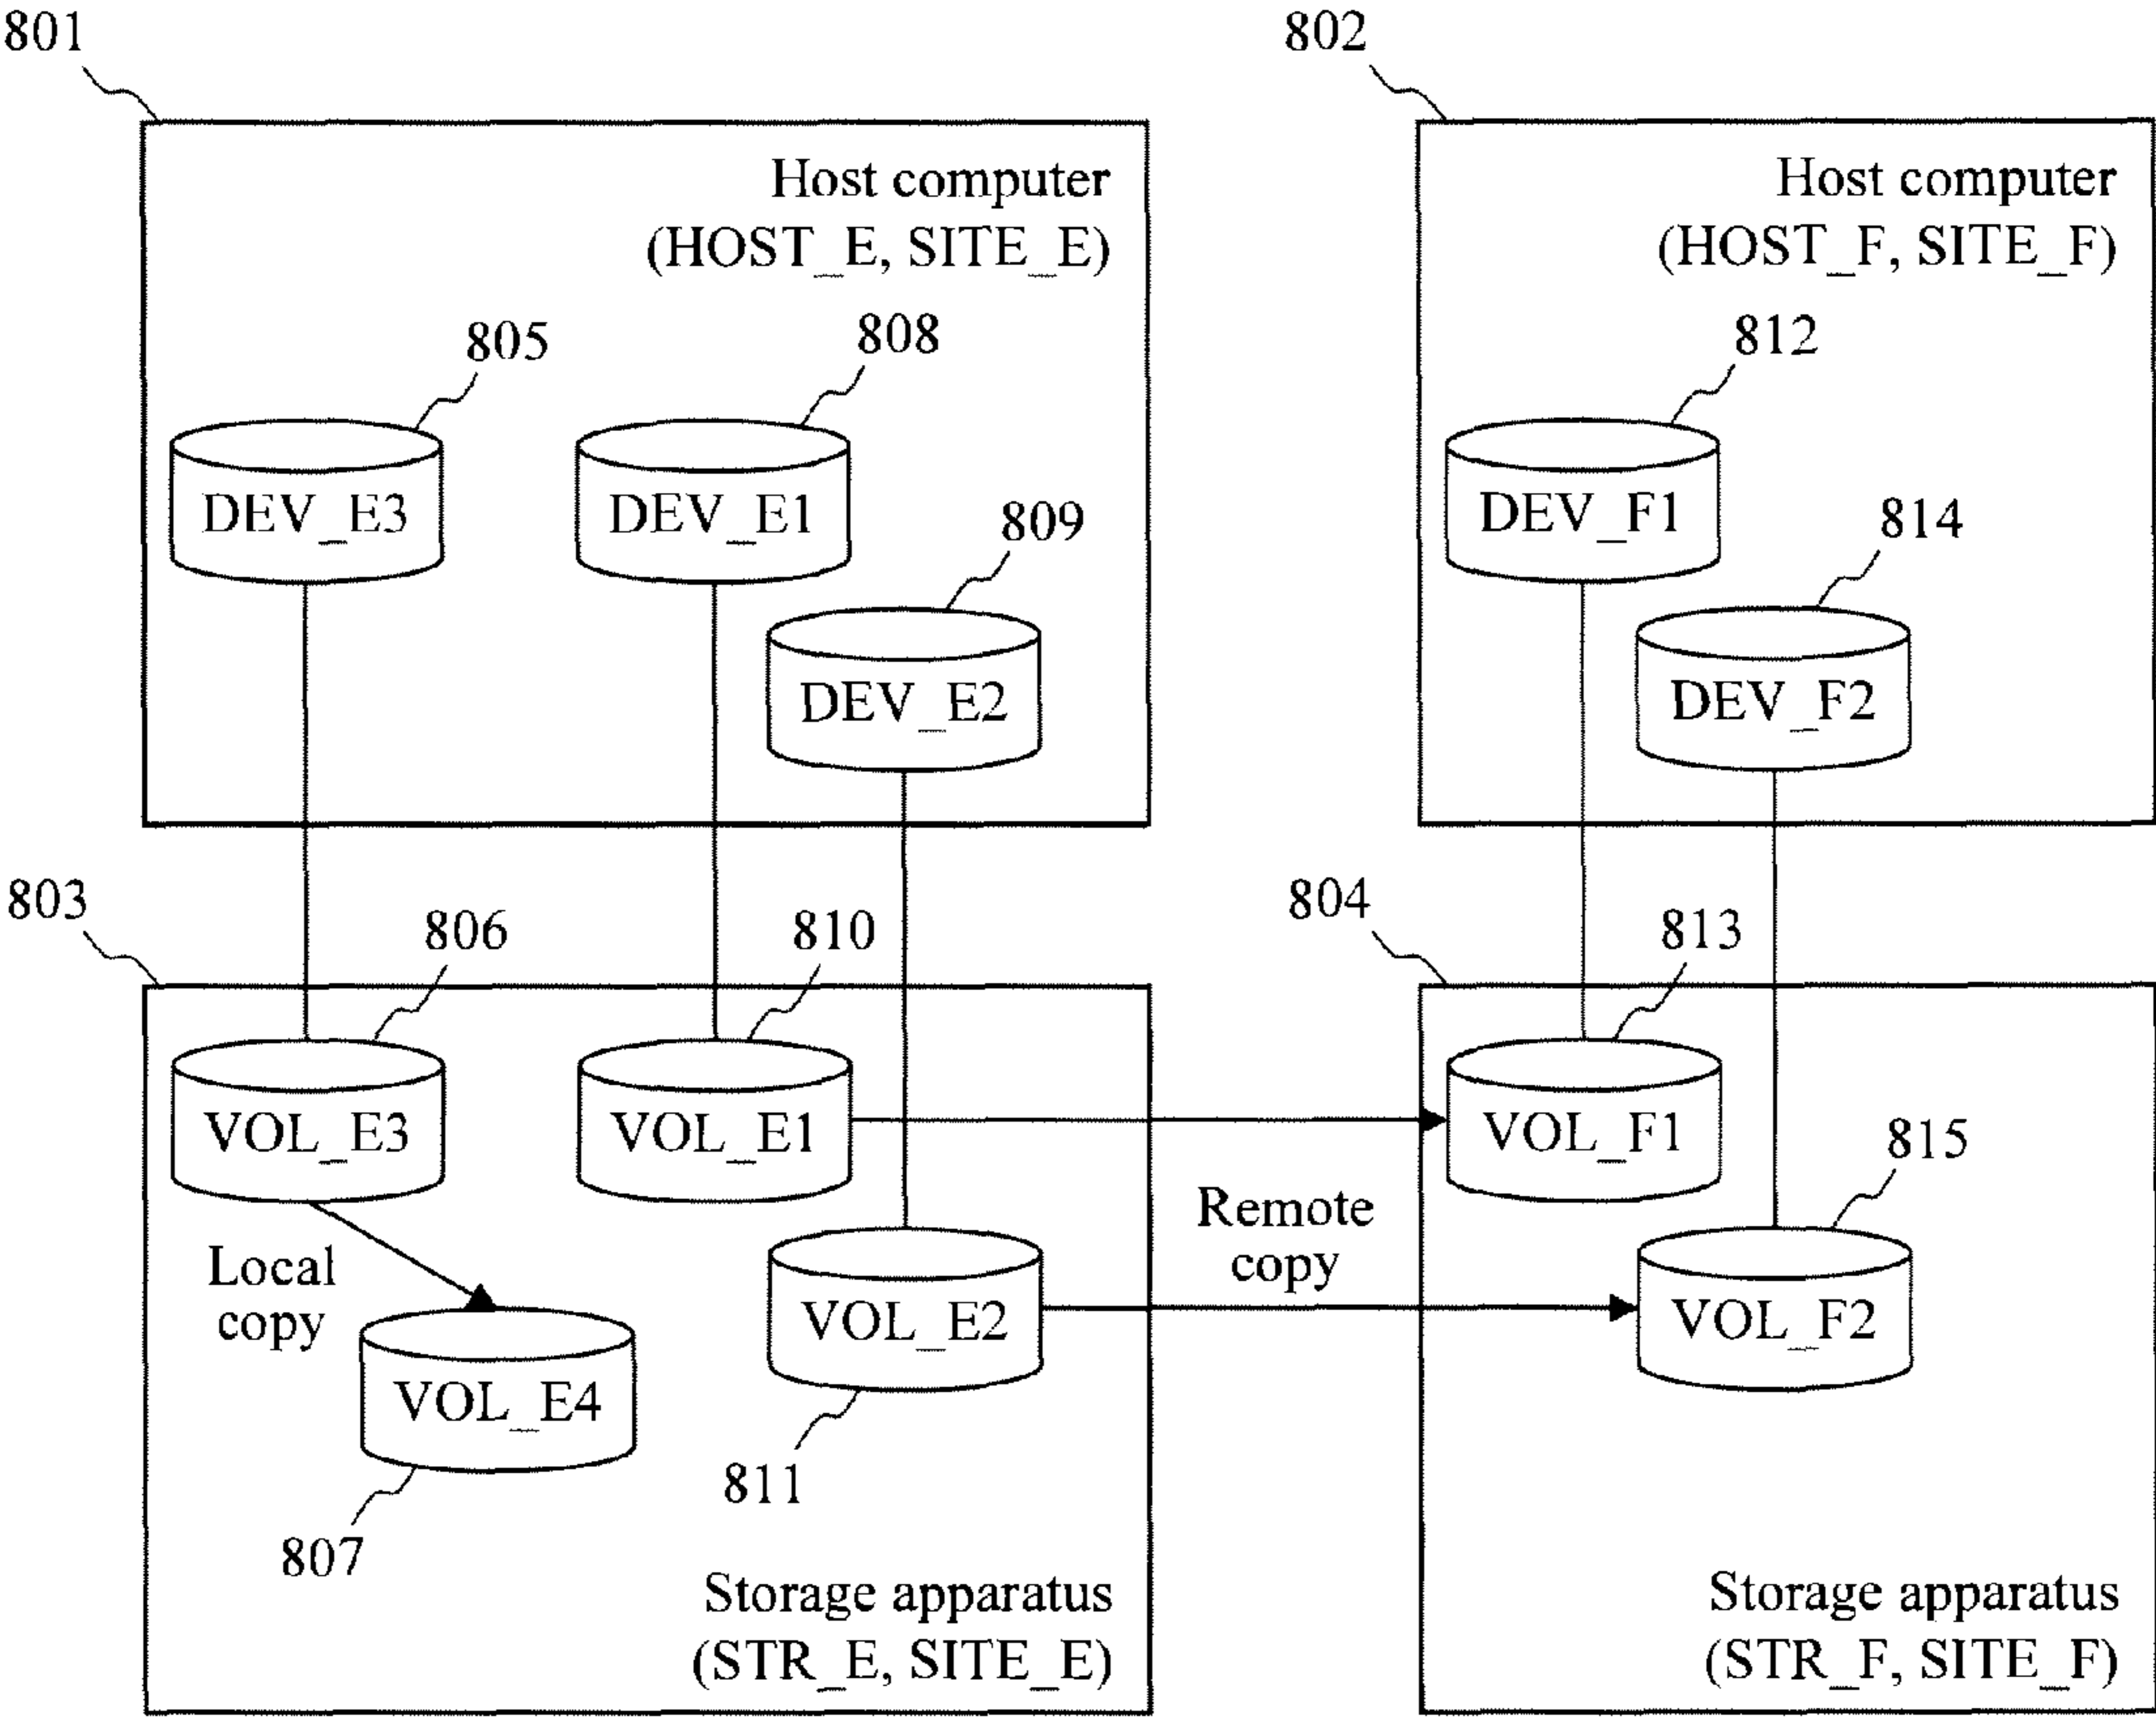 801
802
Host computer
(HOST_E, SITE_E)
Host computer
(HOST_F, SITE_F)
805
808
812
DEV_E3
DEV_E1
809
DEV_F1
814
DEV_E2
DEV_F2
803
806
810
804
813
VOL_E3
VOL_E1
VOL_F1
815
Local
copy
Remote
copy
VOL_E2
VOL_F2
VOL_E4
811
807
Storage apparatus
(STR_E, SITE_E)
Storage apparatus
(STR_F, SITE_F)